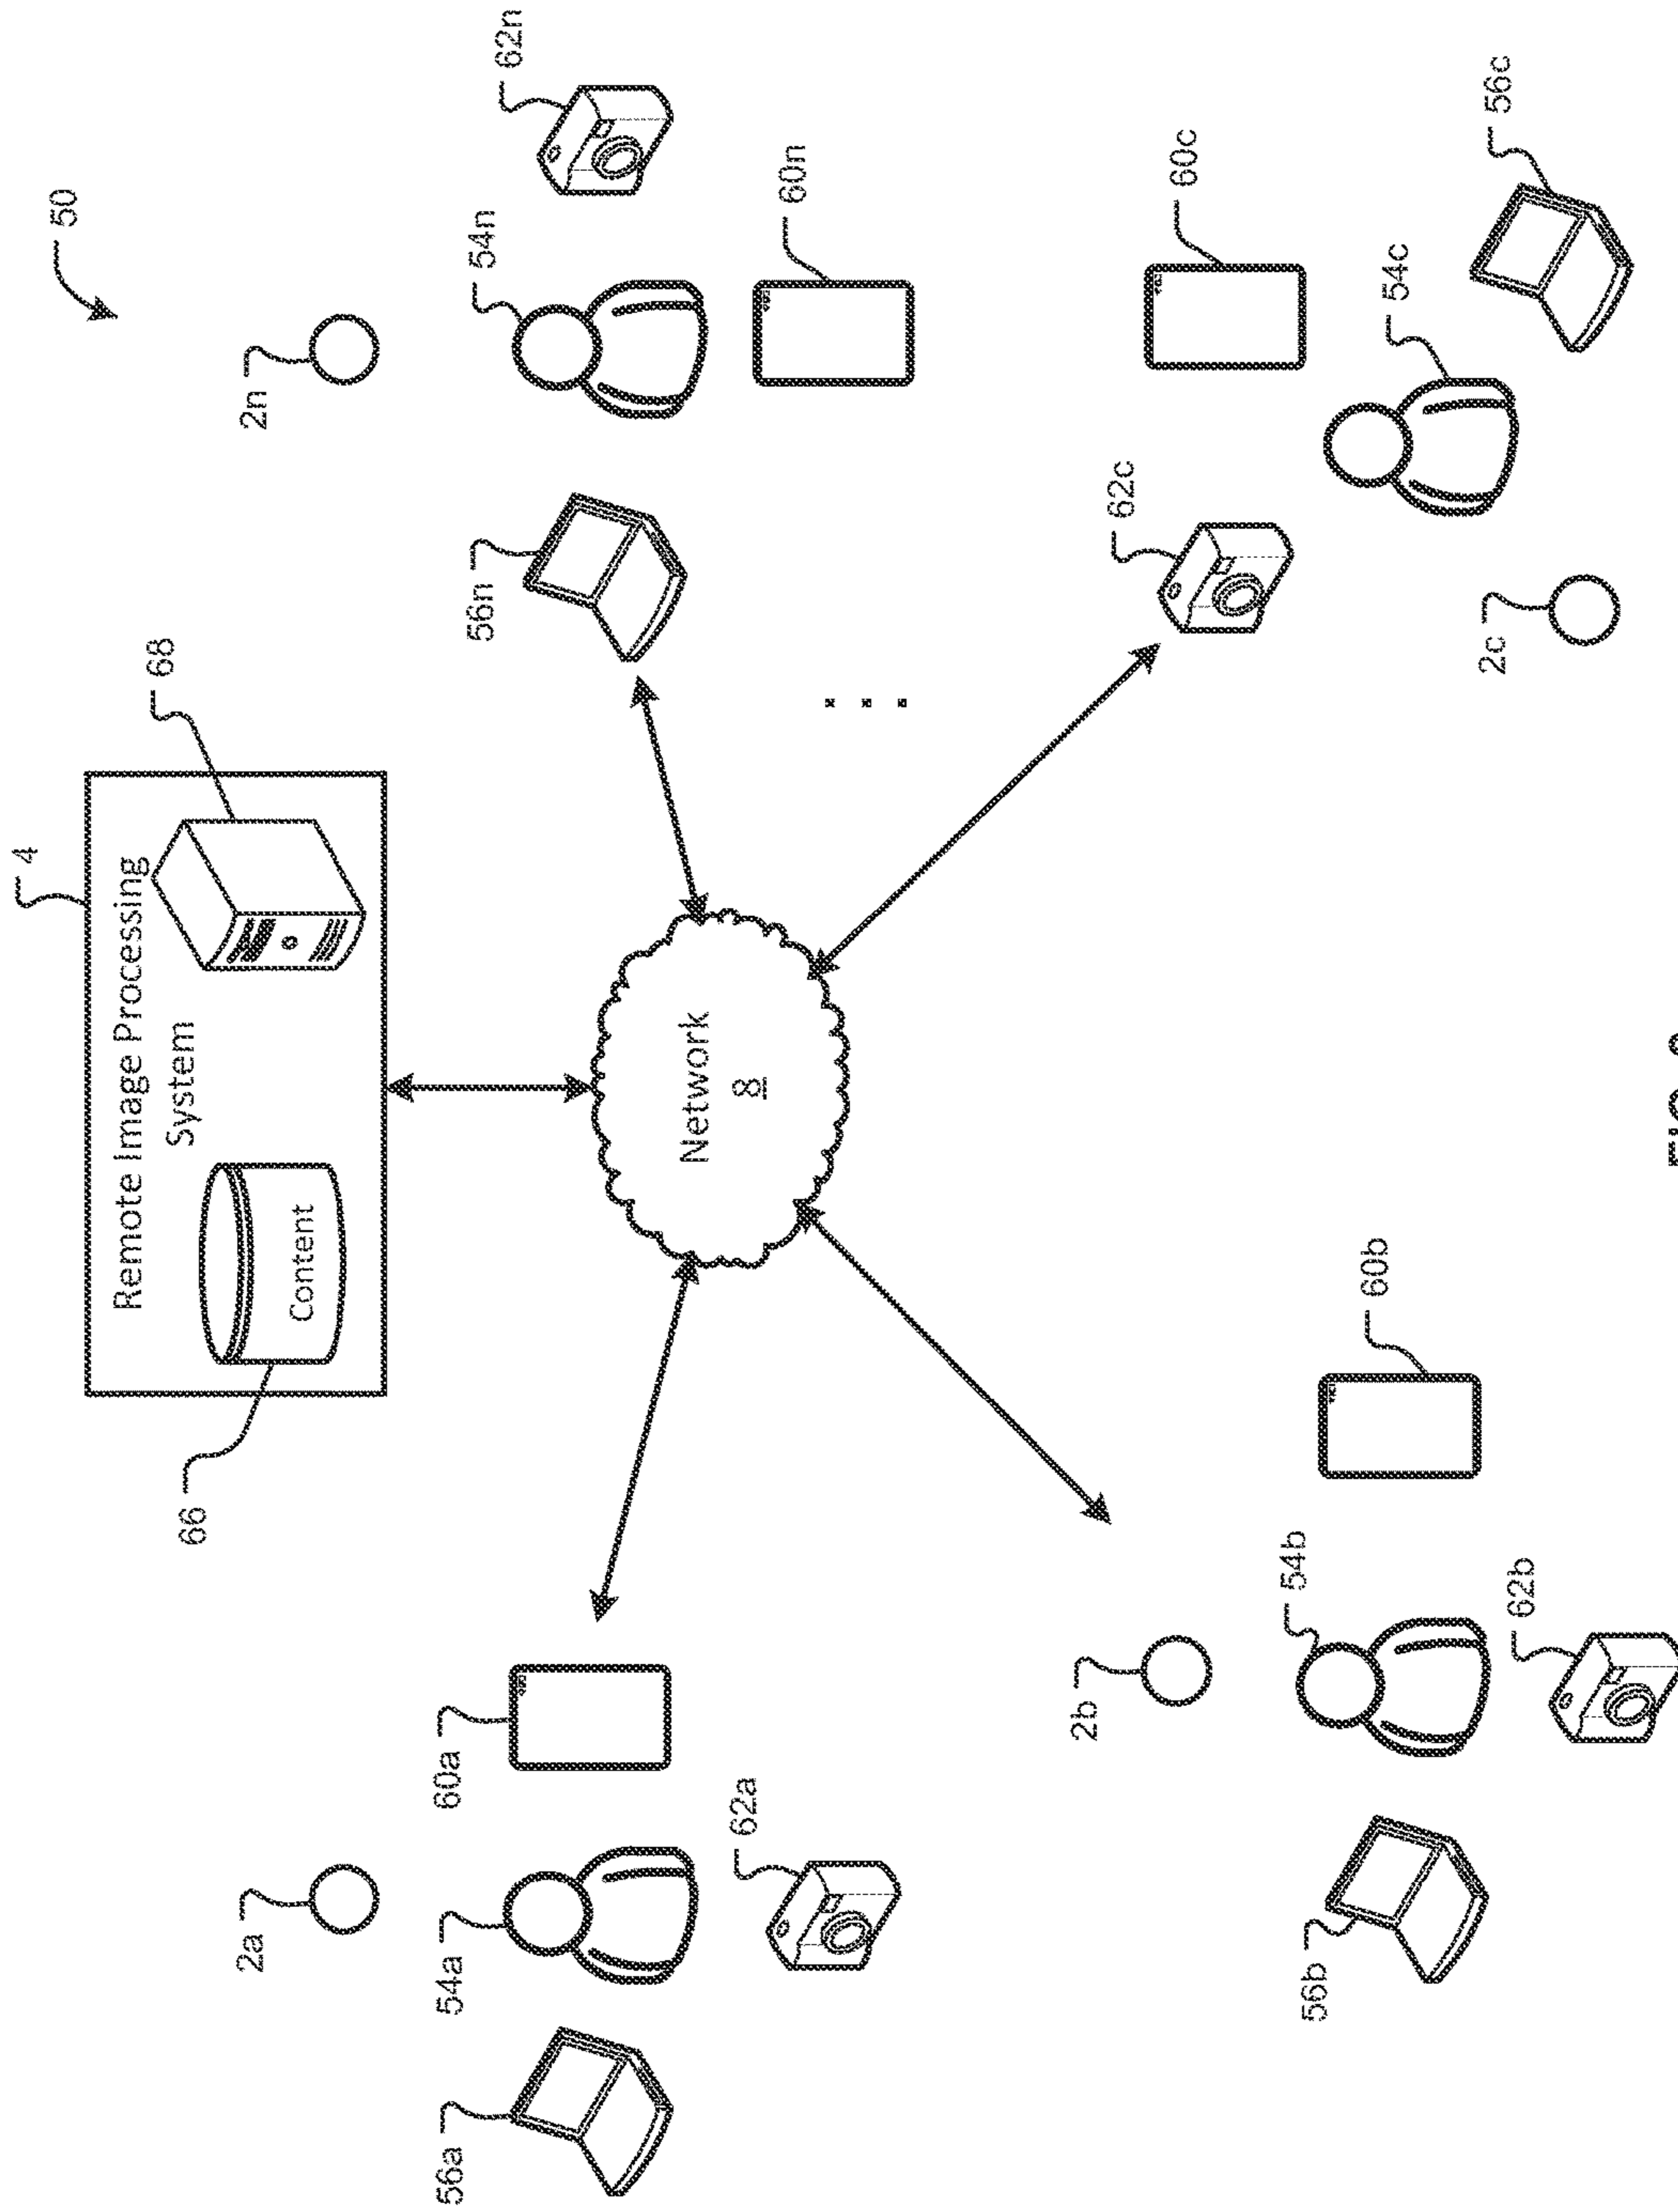 4
50
Remote Image Processing
System
68
66
Content
2a
2n
56a
54a
60a
56n
54n
62n
Network
8
62a
60n
. . .
2b
62c
60c
56b
54b
60b
54c
2c
56c
62b
FIG.